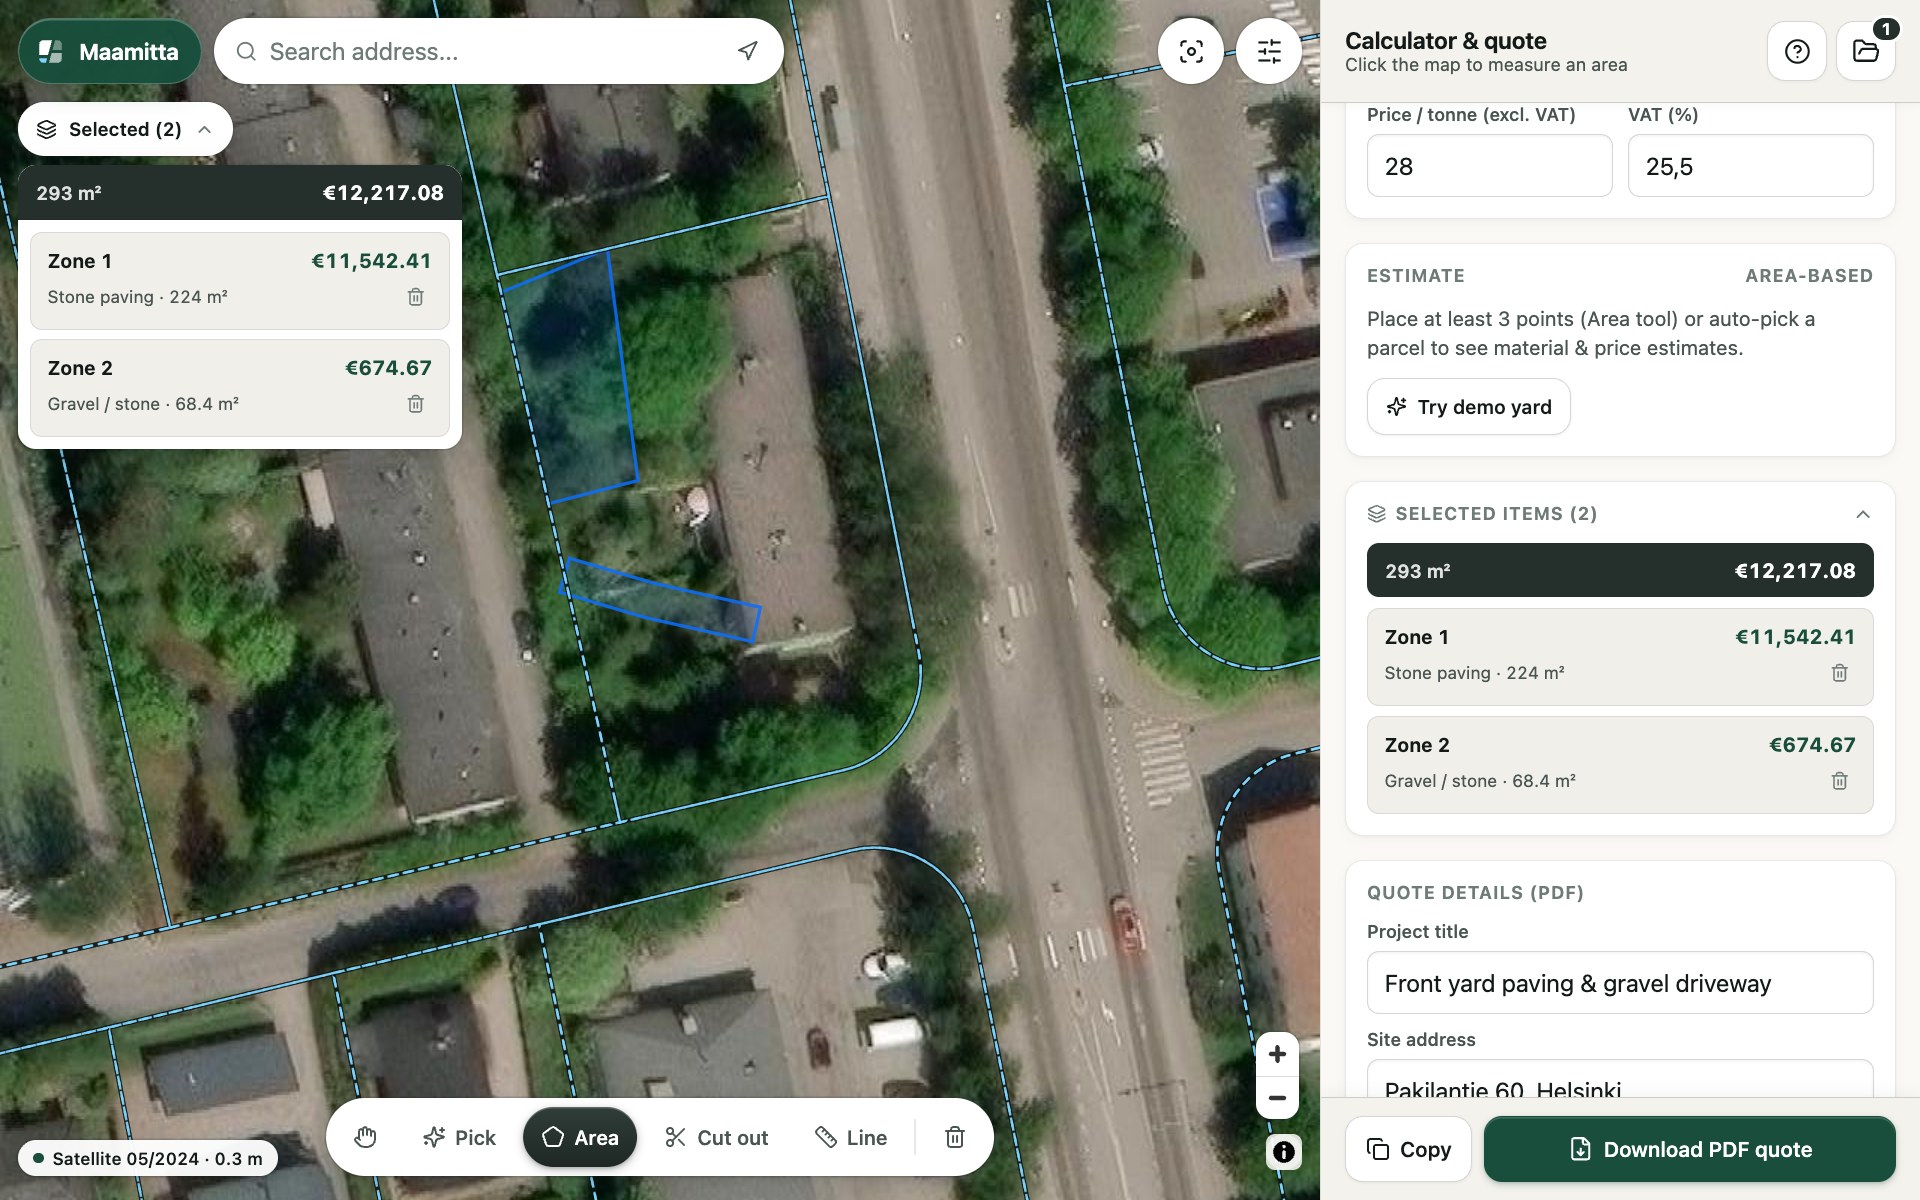 Maamitta
Search address...
Selected (2)
293 m² €12,217.08
Zone 1 €11,542.41
Stone paving · 224 m²
Zone 2 €674.67
Gravel / stone · 68.4 m²
Satellite 05/2024 · 0.3 m
Pick
Area
Cut out
Line
Calculator & quote
Click the map to measure an area
1
Price / tonne (excl. VAT) VAT (%)
28 25,5
ESTIMATE AREA-BASED
Place at least 3 points (Area tool) or auto-pick a
parcel to see material & price estimates.
Try demo yard
SELECTED ITEMS (2)
293 m² €12,217.08
Zone 1 €11,542.41
Stone paving · 224 m²
Zone 2 €674.67
Gravel / stone · 68.4 m²
QUOTE DETAILS (PDF)
Project title
Front yard paving & gravel driveway
Site address
Pakilantie 60, Helsinki
Copy
Download PDF quote